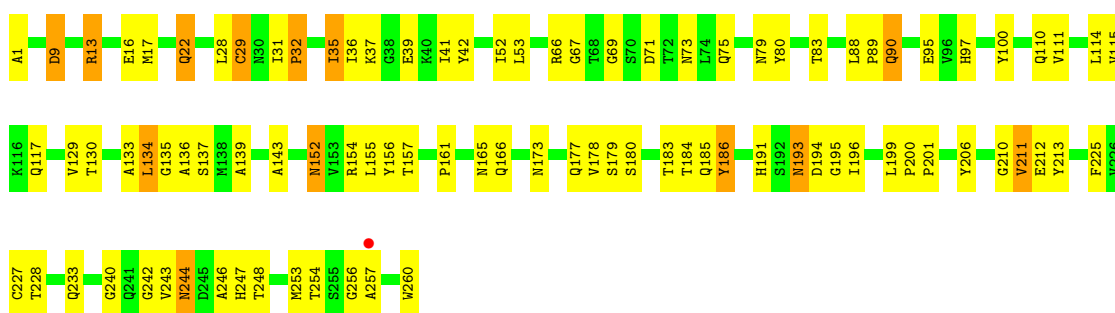 A1 D9 R13 E16 M17 Q22 L28 C29 N30 I31 P32 I35 I36 K37 G38 E39 K40 I41 Y42 I52 L53 R66 G67 T68 G69 S70 D71 T72 N73 L74 Q75 N79 Y80 T83 L88 P89 Q90 E95 V96 H97 Y100 Q110 V111 L114
K116 Q117 V129 T130 A133 L134 G135 A136 S137 M138 A139 A143 N152 V153 R154 L155 Y156 T157 P161 N165 Q166 N173 Q177 V178 S179 S180 T183 T184 Q185 Y186 H191 S192 N193 D194 G195 I196 L199 P200 P201 Y206 G210 V211 E212 Y213 F225
C227 T228 Q233 G240 Q241 G242 V243 N244 D245 A246 H247 T248 M253 T254 S255 G256 A257 W260